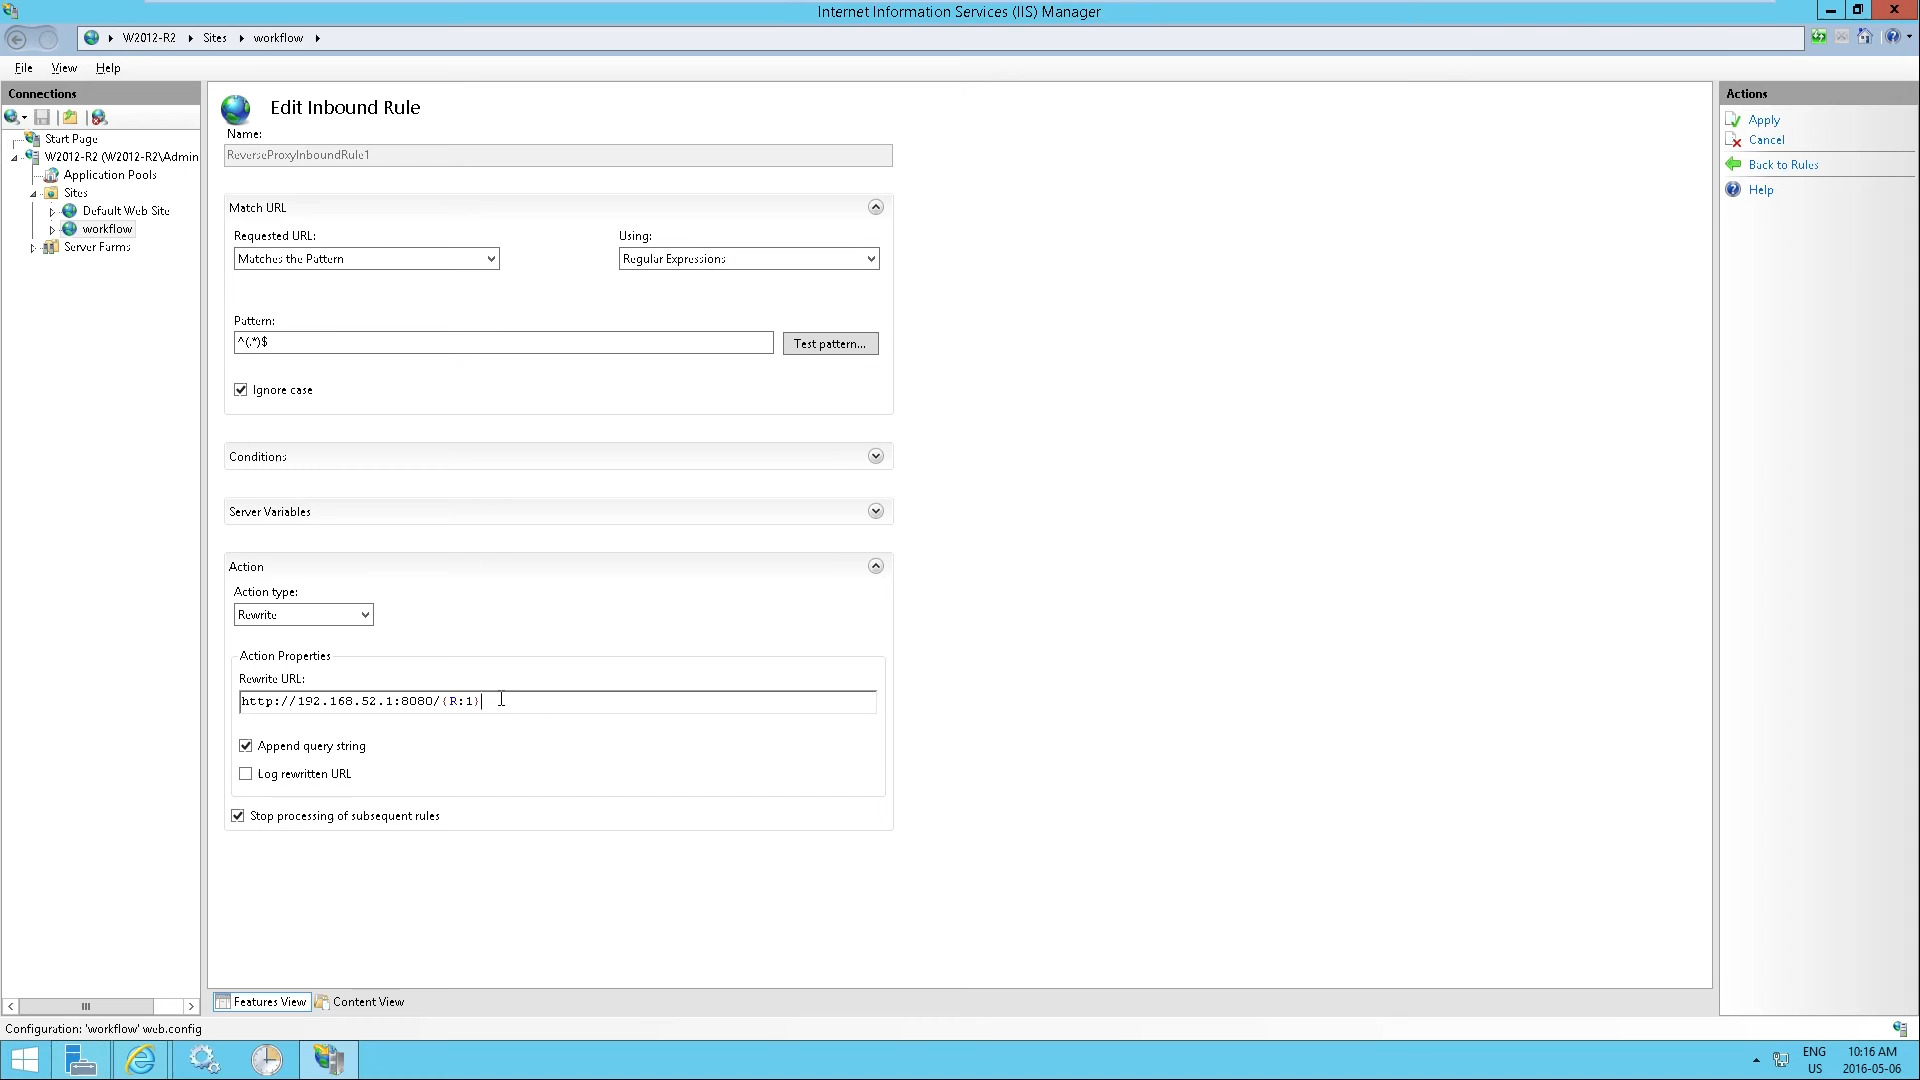 Internet Information Services (IIS) Manager
W2012-R2 Sites workflow
File View Help
Connections
Start Page
W2012-R2 (W2012-R2\Admin
Application Pools
Sites
Default Web Site
workflow
Server Farms
Edit Inbound Rule
Name:
ReverseProxyInboundRule1
Match URL
Requested URL: Using:
Matches the Pattern Regular Expressions
Pattern:
^(.*)$ Test pattern...
Ignore case
Conditions
Server Variables
Action
Action type:
Rewrite
Action Properties
Rewrite URL:
http://192.168.52.1:8080/{R:1}
Append query string
Log rewritten URL
Stop processing of subsequent rules
Actions
Apply
Cancel
Back to Rules
Help
Features View Content View
Configuration: 'workflow' web.config
ENG 10:16 AM
US 2016-05-06